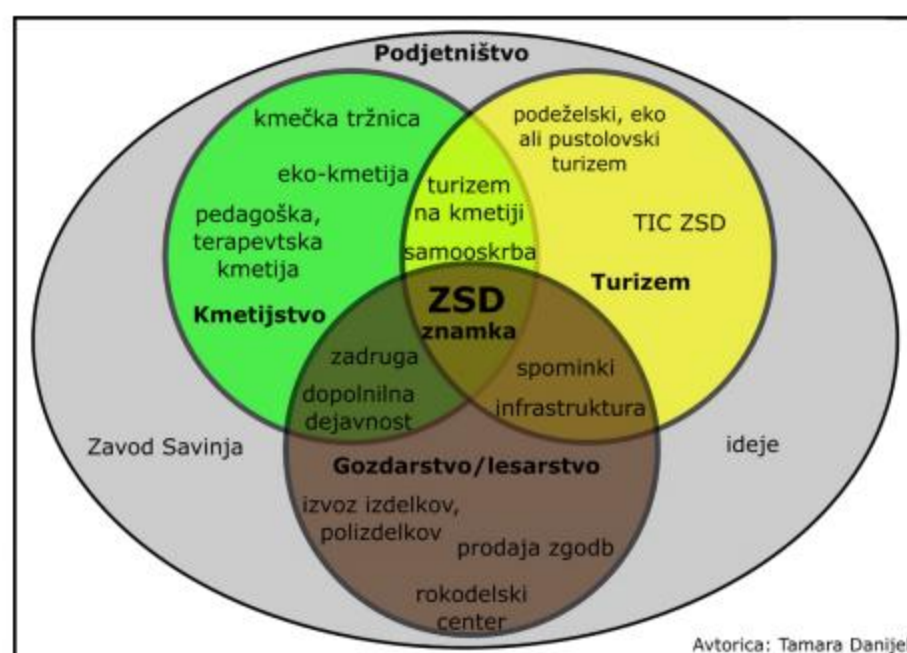 Podjetništvo
kmečka tržnica
eko-kmetija
pedagoška,
terapevtska
kmetija
Kmetijstvo
turizem
na kmetiji
samooskrba
podeželski, eko
ali pustolovski
turizem
TIC ZSD
Turizem
ZSD
znamka
zadruga
dopolnilna
dejavnost
spominki
infrastruktura
Zavod Savinja
ideje
Gozdarstvo/lesarstvo
izvoz izdelkov,
polizdelkov
prodaja zgodb
rokodelski
center
Avtorica: Tamara Danijel